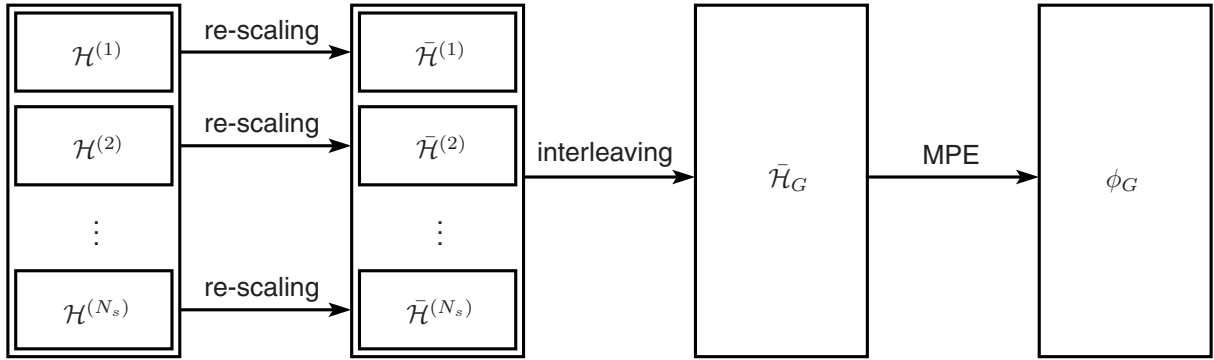 ℋ⁽¹⁾ re-scaling ℋ̄⁽¹⁾
ℋ⁽²⁾ re-scaling ℋ̄⁽²⁾
interleaving ℋ̄_G MPE ϕ_G
⋮ ⋮
ℋ^(N_s) re-scaling ℋ̄^(N_s)